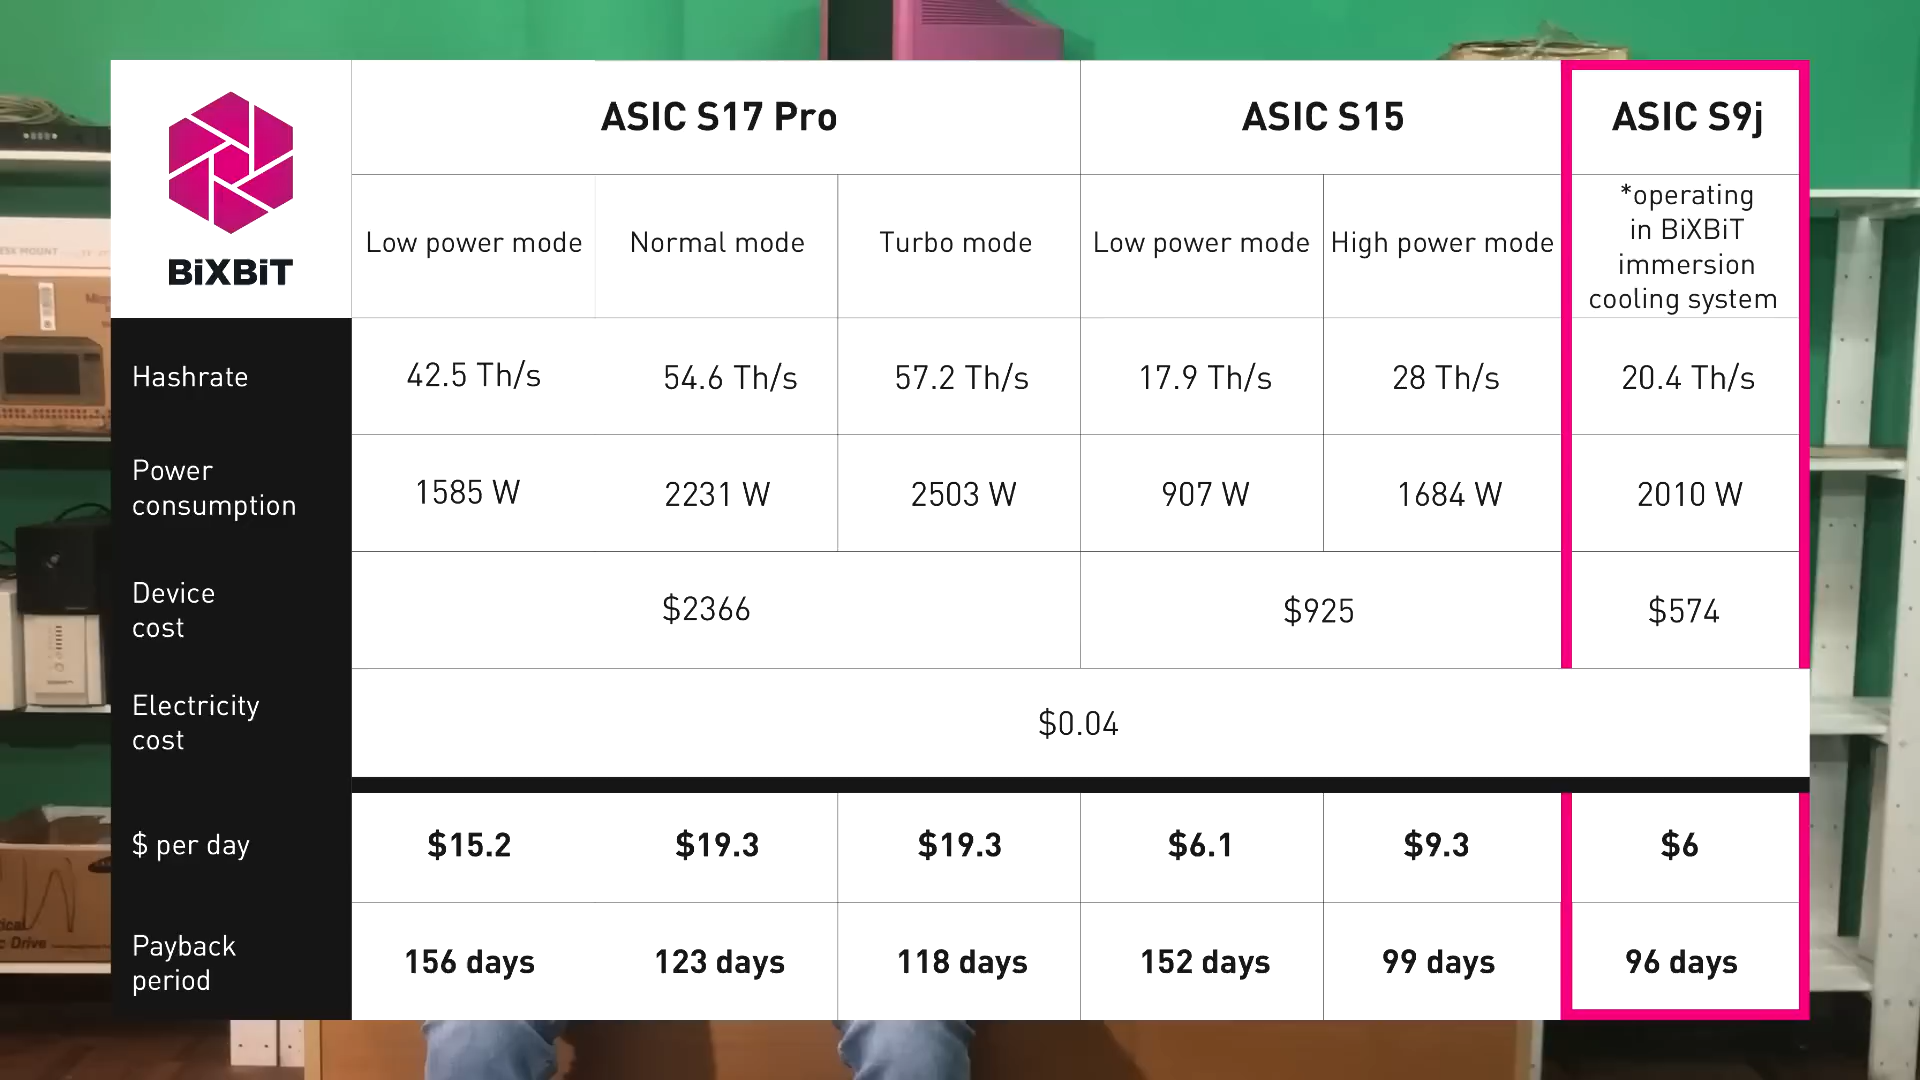 BiXBiT
ASIC S17 Pro
ASIC S15
ASIC S9j
Low power mode
Normal mode
Turbo mode
Low power mode
High power mode
*operating
in BiXBiT
immersion
cooling system
Hashrate
42.5 Th/s
54.6 Th/s
57.2 Th/s
17.9 Th/s
28 Th/s
20.4 Th/s
Power
consumption
1585 W
2231 W
2503 W
907 W
1684 W
2010 W
Device
cost
$2366
$925
$574
Electricity
cost
$0.04
$ per day
$15.2
$19.3
$19.3
$6.1
$9.3
$6
Payback
period
156 days
123 days
118 days
152 days
99 days
96 days
MOUNT
Drive